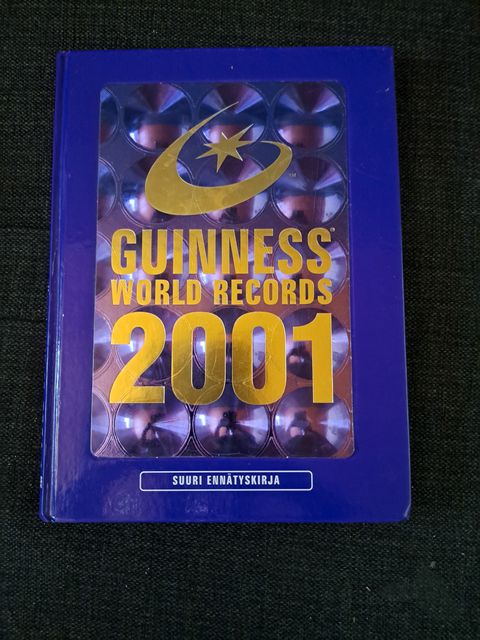 GUINNESS®
WORLD RECORDS
2001
SUURI ENNÄTYSKIRJA